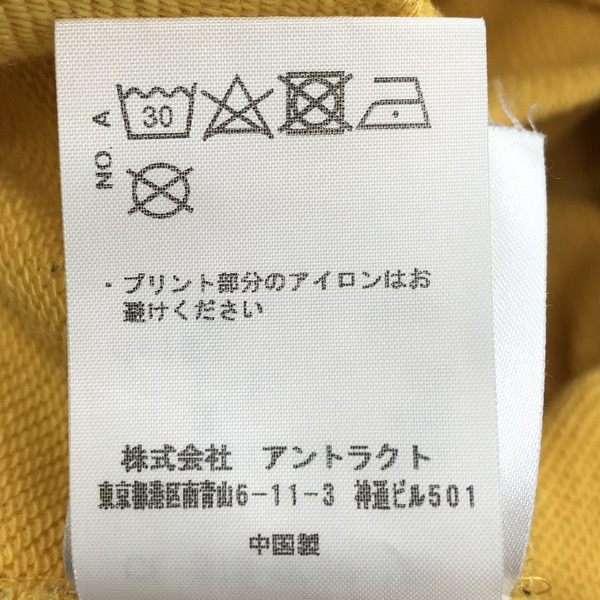 NO. A
30
・プリント部分のアイロンはお
避けください
株式会社 アントラクト
東京都港区南青山6-11-3 神通ビル501
中国製